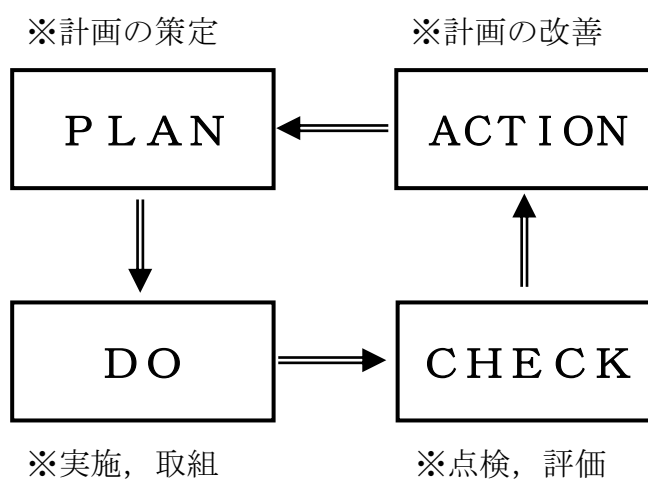 ※計画の策定
※計画の改善
ＰＬＡＮ
ＡＣＴＩＯＮ
ＤＯ
ＣＨＥＣＫ
※実施，取組
※点検，評価